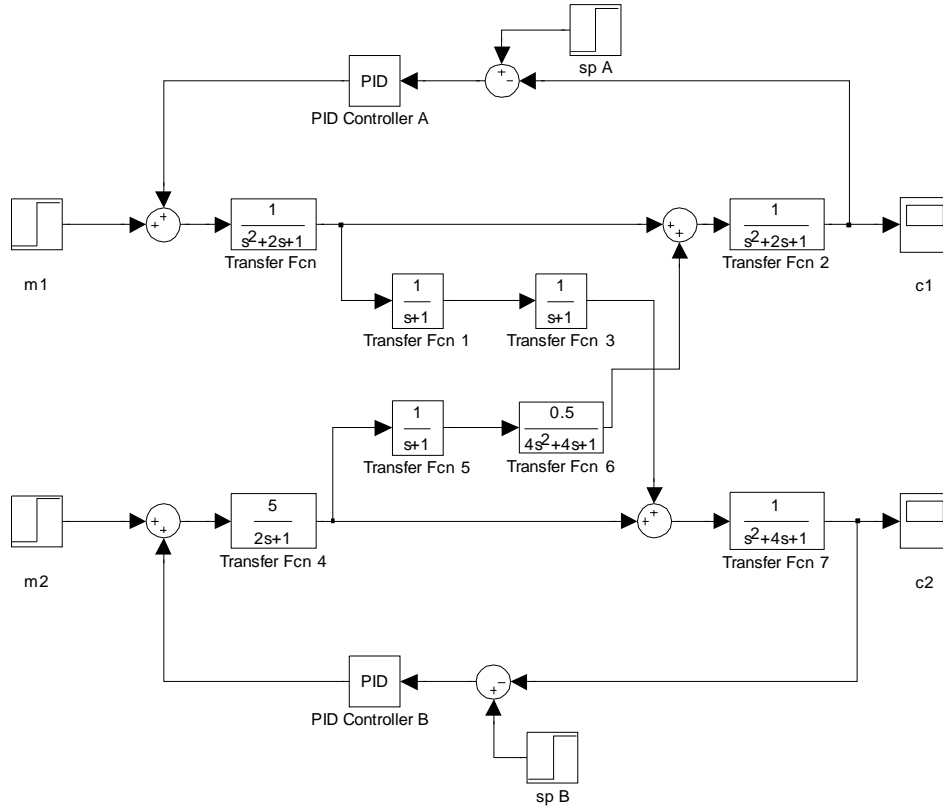 sp A
PID
PID Controller A
m1
1
s²+2s+1
Transfer Fcn
1
s²+2s+1
Transfer Fcn 2
c1
1
s+1
Transfer Fcn 1
1
s+1
Transfer Fcn 3
1
s+1
Transfer Fcn 5
0.5
4s²+4s+1
Transfer Fcn 6
m2
5
2s+1
Transfer Fcn 4
1
s²+4s+1
Transfer Fcn 7
c2
PID
PID Controller B
sp B